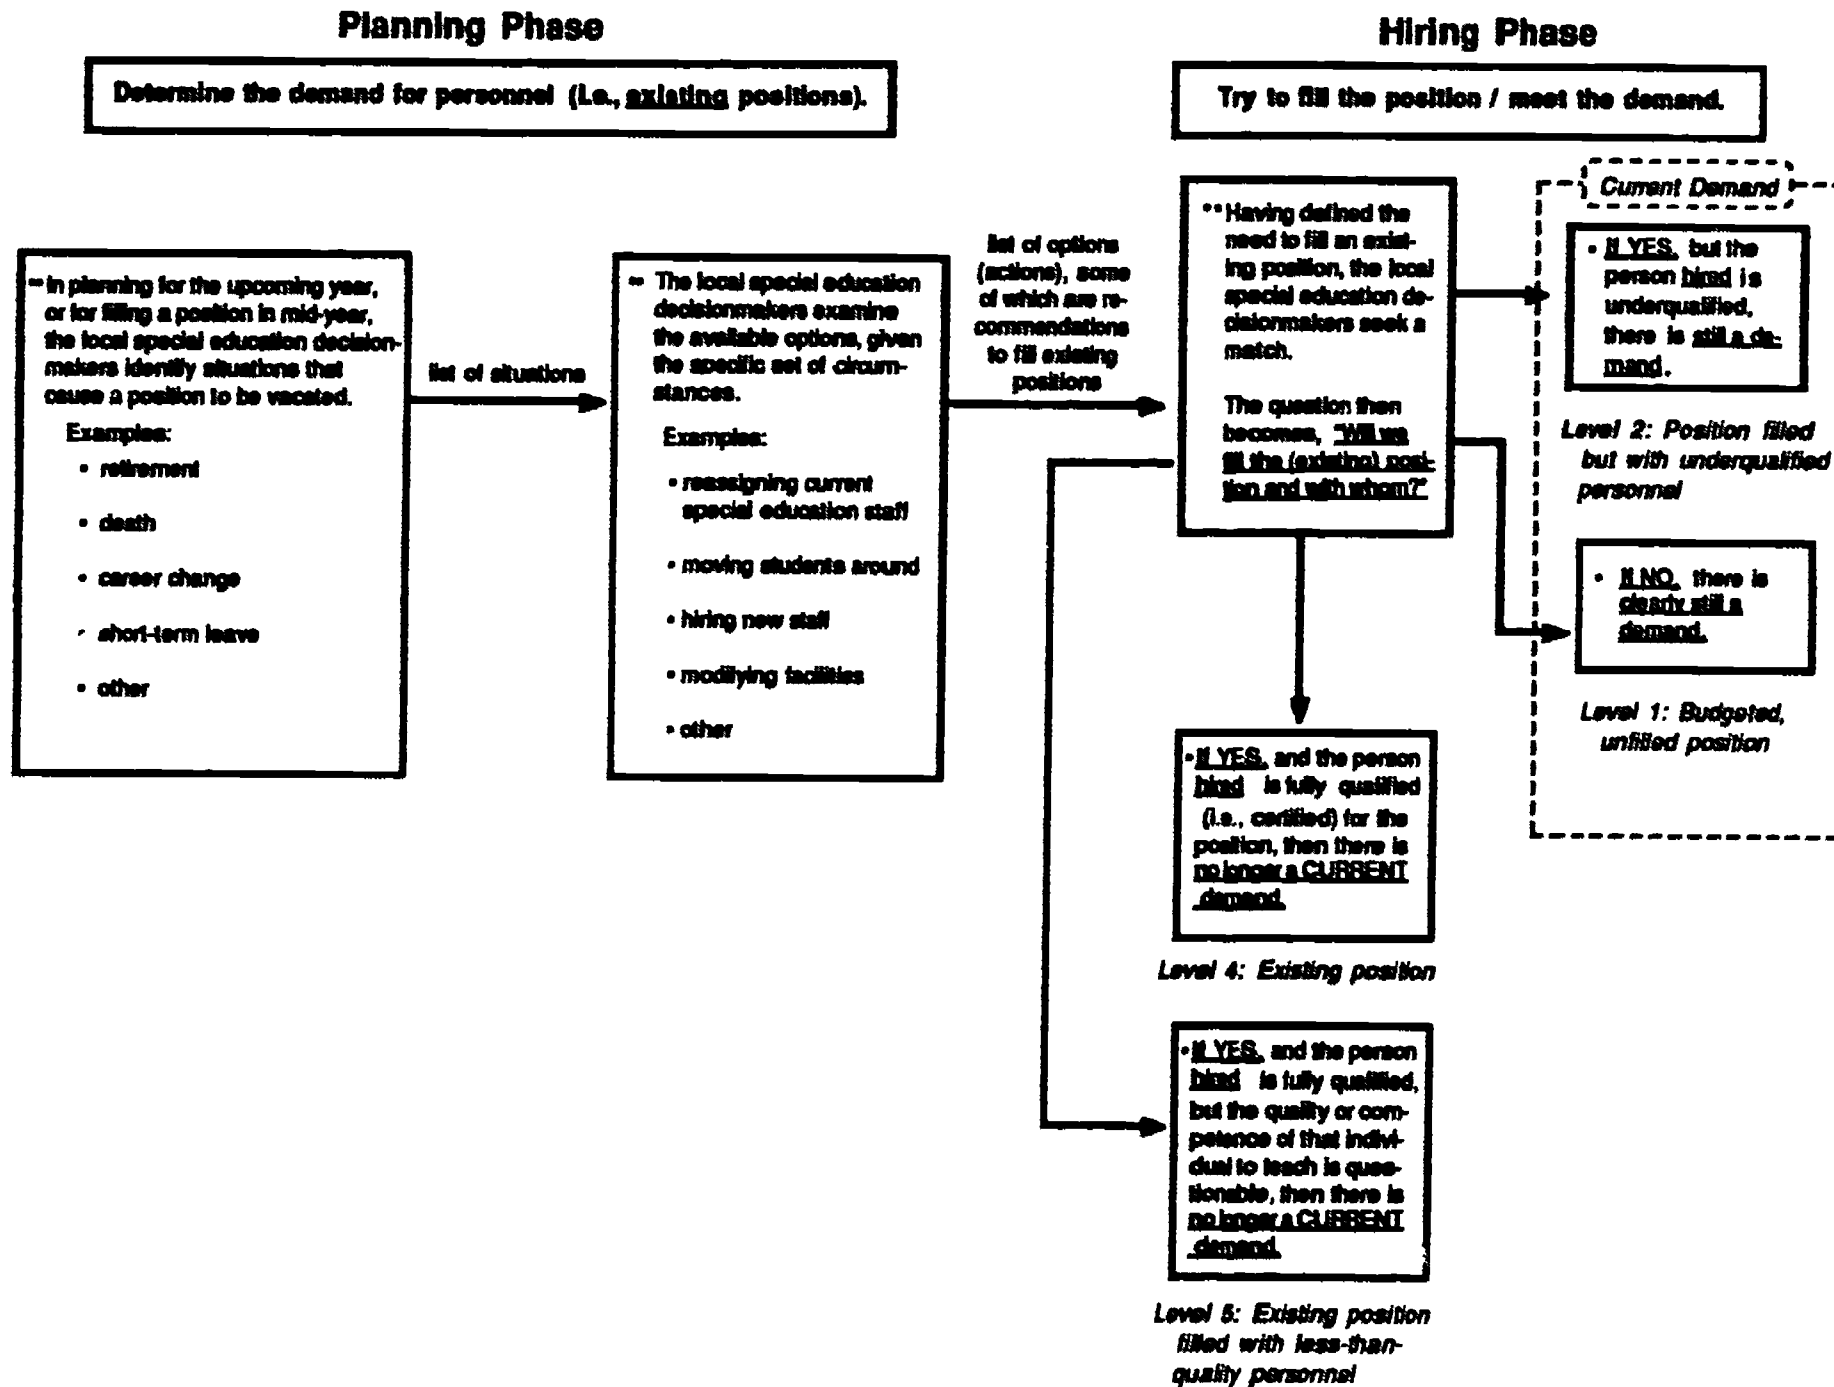 Planning Phase
Determine the demand for personnel (i.e., existing positions).
In planning for the upcoming year,
or for filling a position in mid-year,
the local special education decision-
makers identify situations that
cause a position to be vacated.
Examples:
• retirement
• death
• career change
• short-term leave
• other
list of situations
The local special education
decisionmakers examine
the available options, given
the specific set of circum-
stances.
Examples:
• reassigning current
special education staff
• moving students around
• hiring new staff
• modifying facilities
• other
list of options
(actions), some
of which are re-
commendations
to fill existing
positions
Hiring Phase
Try to fill the position / meet the demand.
** Having defined the
need to fill an exist-
ing position, the local
special education de-
cisionmakers seek a
match.
The question then
becomes, "Will we
fill the (existing) posi-
tion and with whom?"
Current Demand
• If YES, but the
person hired is
underqualified,
there is still a de-
mand.
Level 2: Position filled
but with underqualified
personnel
• If NO, there is
clearly still a
demand.
Level 1: Budgeted,
unfilled position
• If YES, and the person
hired is fully qualified
(i.e., certified) for the
position, then there is
no longer a CURRENT
demand.
Level 4: Existing position
• If YES, and the person
hired is fully qualified,
but the quality or com-
petence of that indivi-
dual to teach is ques-
tionable, then there is
no longer a CURRENT
demand.
Level 5: Existing position
filled with less-than-
quality personnel